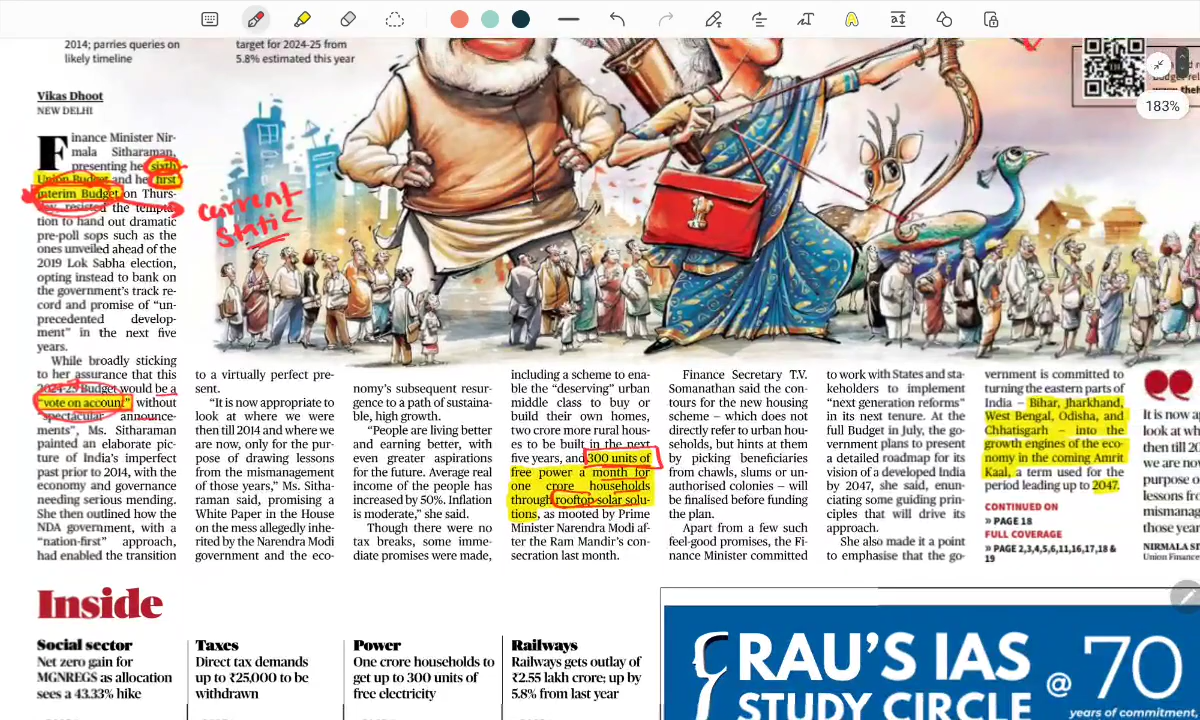 183%
2014; parries queries on
likely timeline
target for 2024-25 from
5.8% estimated this year
Vikas Dhoot
NEW DELHI
Finance Minister Nir-
mala Sitharaman,
presenting her sixth
Union Budget and her first
interim Budget on Thurs-
day, resisted the tempta-
tion to hand out dramatic
pre-poll sops such as the
ones unveiled ahead of the
2019 Lok Sabha election,
opting instead to bank on
the government's track re-
cord and promise of "un-
precedented develop-
ment" in the next five
years.
While broadly sticking
to her assurance that this
2024-25 Budget would be a
"vote on account" without
"spectacular announce-
ments", Ms. Sitharaman
painted an elaborate pic-
ture of India's imperfect
past prior to 2014, with the
economy and governance
needing serious mending.
She then outlined how the
NDA government, with a
"nation-first" approach,
had enabled the transition
current
static
to a virtually perfect pre-
sent.
"It is now appropriate to
look at where we were
then till 2014 and where we
are now, only for the pur-
pose of drawing lessons
from the mismanagement
of those years," Ms. Sitha-
raman said, promising a
White Paper in the House
on the mess allegedly inhe-
rited by the Narendra Modi
government and the eco-
nomy's subsequent resur-
gence to a path of sustaina-
ble, high growth.
"People are living better
and earning better, with
even greater aspirations
for the future. Average real
income of the people has
increased by 50%. Inflation
is moderate," she said.
Though there were no
tax breaks, some imme-
diate promises were made,
including a scheme to ena-
ble the "deserving" urban
middle class to buy or
build their own homes,
two crore more rural hous-
es to be built in the next
five years, and 300 units of
free power a month for
one crore households
through rooftop solar solu-
tions, as mooted by Prime
Minister Narendra Modi af-
ter the Ram Mandir's con-
secration last month.
Finance Secretary T.V.
Somanathan said the con-
tours for the new housing
scheme – which does not
directly refer to urban hou-
seholds, but hints at them
by picking beneficiaries
from chawls, slums or un-
authorised colonies – will
be finalised before funding
the plan.
Apart from a few such
feel-good promises, the Fi-
nance Minister committed
to work with States and sta-
keholders to implement
"next generation reforms"
in its next tenure. At the
full Budget in July, the go-
vernment plans to present
a detailed roadmap for its
vision of a developed India
by 2047, she said, enun-
ciating some guiding prin-
ciples that will drive its
approach.
She also made it a point
to emphasise that the go-
vernment is committed to
turning the eastern parts of
India – Bihar, Jharkhand,
West Bengal, Odisha, and
Chhatisgarh – into the
growth engines of the eco-
nomy in the coming Amrit
Kaal, a term used for the
period leading up to 2047.
CONTINUED ON
» PAGE 18
FULL COVERAGE
» PAGE 2,3,4,5,6,11,16,17,18 &
19
It is now a
look at wh
then till 20
we are no
purpose o
lessons fro
mismanag
those year
NIRMALA SI
Union Finance
Inside
Social sector
Net zero gain for
MGNREGS as allocation
sees a 43.33% hike
Taxes
Direct tax demands
up to ₹25,000 to be
withdrawn
Power
One crore households to
get up to 300 units of
free electricity
Railways
Railways gets outlay of
₹2.55 lakh crore; up by
5.8% from last year
RAU'S IAS
STUDY CIRCLE
@ 70
years of commitment,